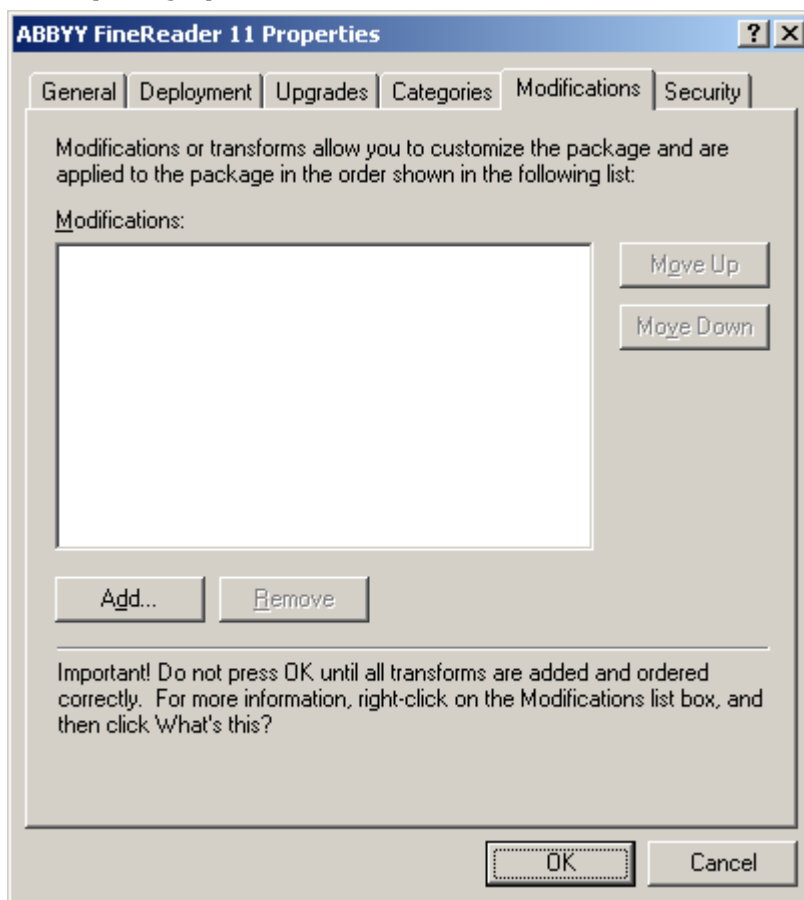 ABBYY FineReader 11 Properties
General Deployment Upgrades Categories Modifications Security
Modifications or transforms allow you to customize the package and are
applied to the package in the order shown in the following list:
Modifications:
Move Up
Move Down
Add... Remove
Important! Do not press OK until all transforms are added and ordered
correctly. For more information, right-click on the Modifications list box, and
then click What's this?
OK Cancel